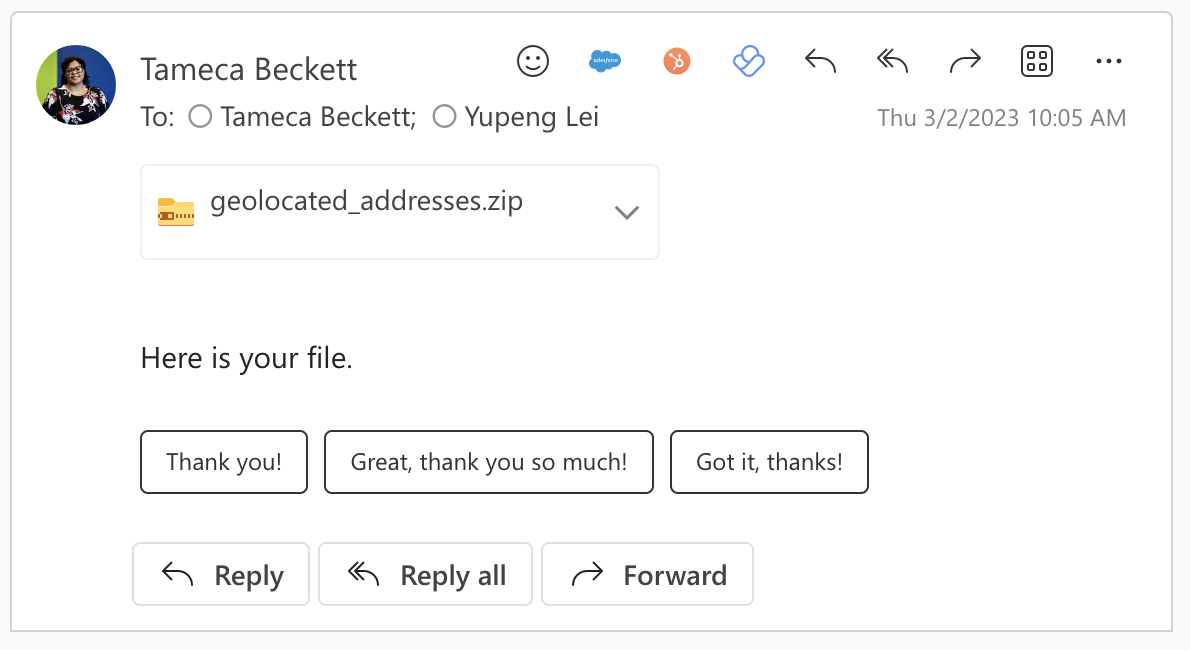 Tameca Beckett
salesforce
To: Tameca Beckett; Yupeng Lei
Thu 3/2/2023 10:05 AM
geolocated_addresses.zip
Here is your file.
Thank you!
Great, thank you so much!
Got it, thanks!
Reply
Reply all
Forward